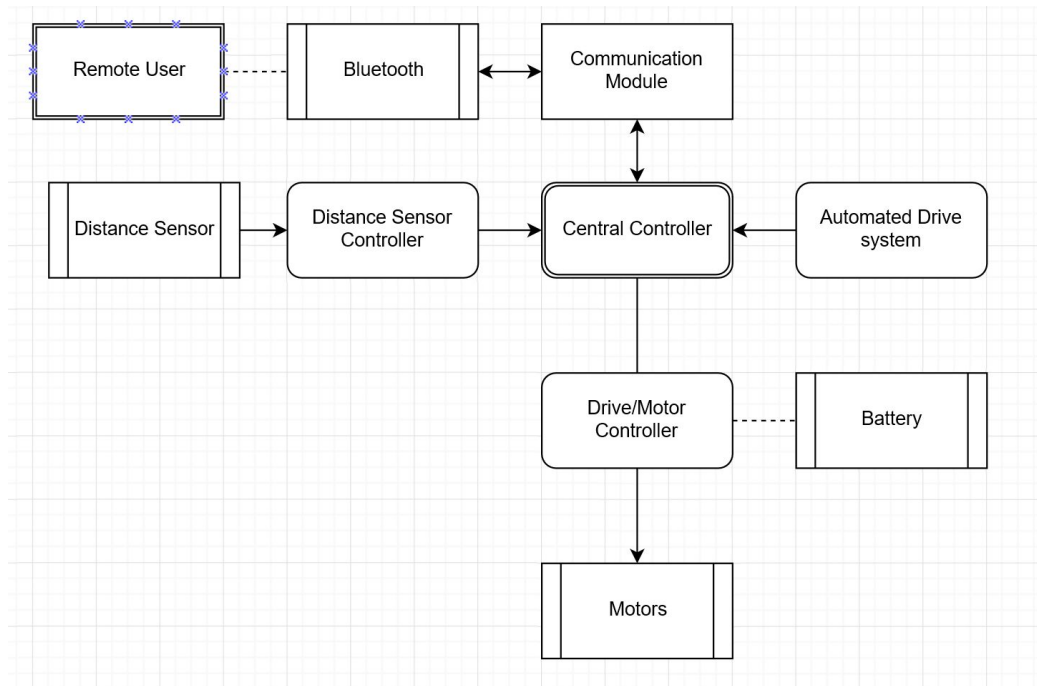 Remote User
Bluetooth
Communication
Module
Distance Sensor
Distance Sensor
Controller
Central Controller
Automated Drive
system
Drive/Motor
Controller
Battery
Motors